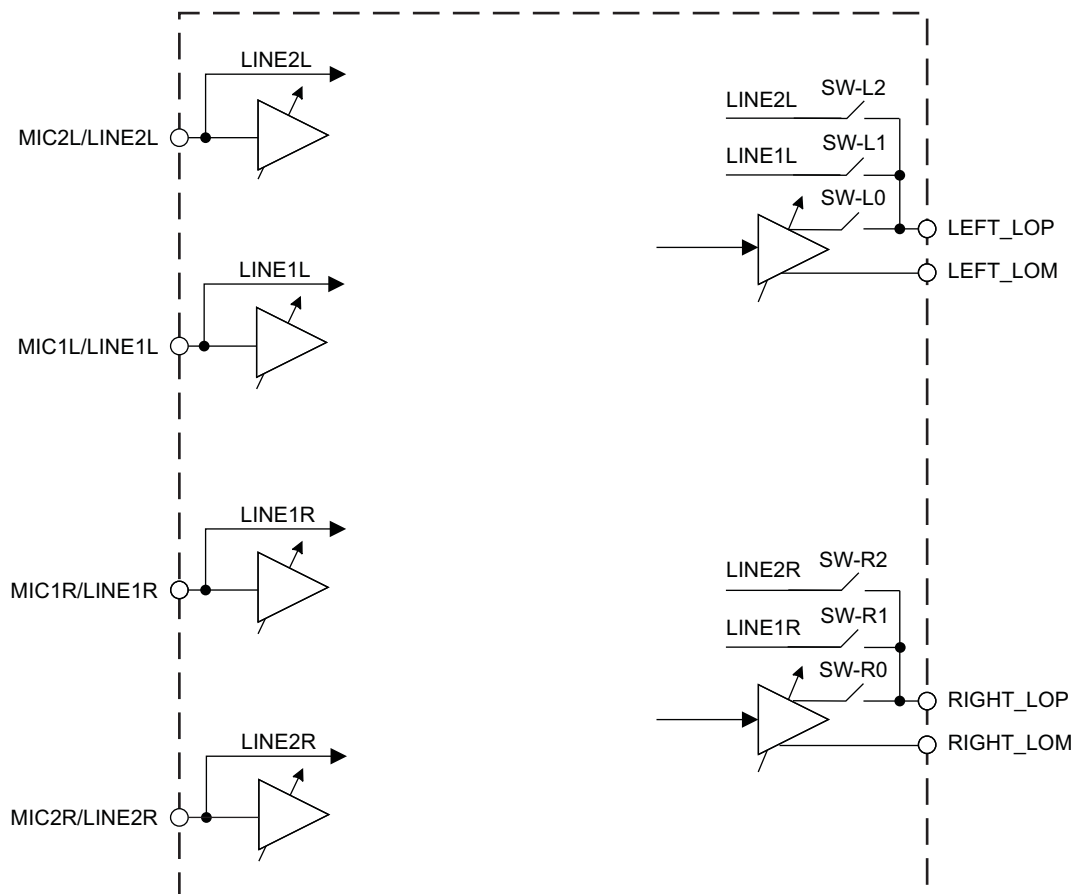 LINE2L
MIC2L/LINE2L
LINE1L
MIC1L/LINE1L
LINE1R
MIC1R/LINE1R
LINE2R
MIC2R/LINE2R
LINE2L SW-L2
LINE1L SW-L1
SW-L0
LEFT_LOP
LEFT_LOM
LINE2R SW-R2
LINE1R SW-R1
SW-R0
RIGHT_LOP
RIGHT_LOM